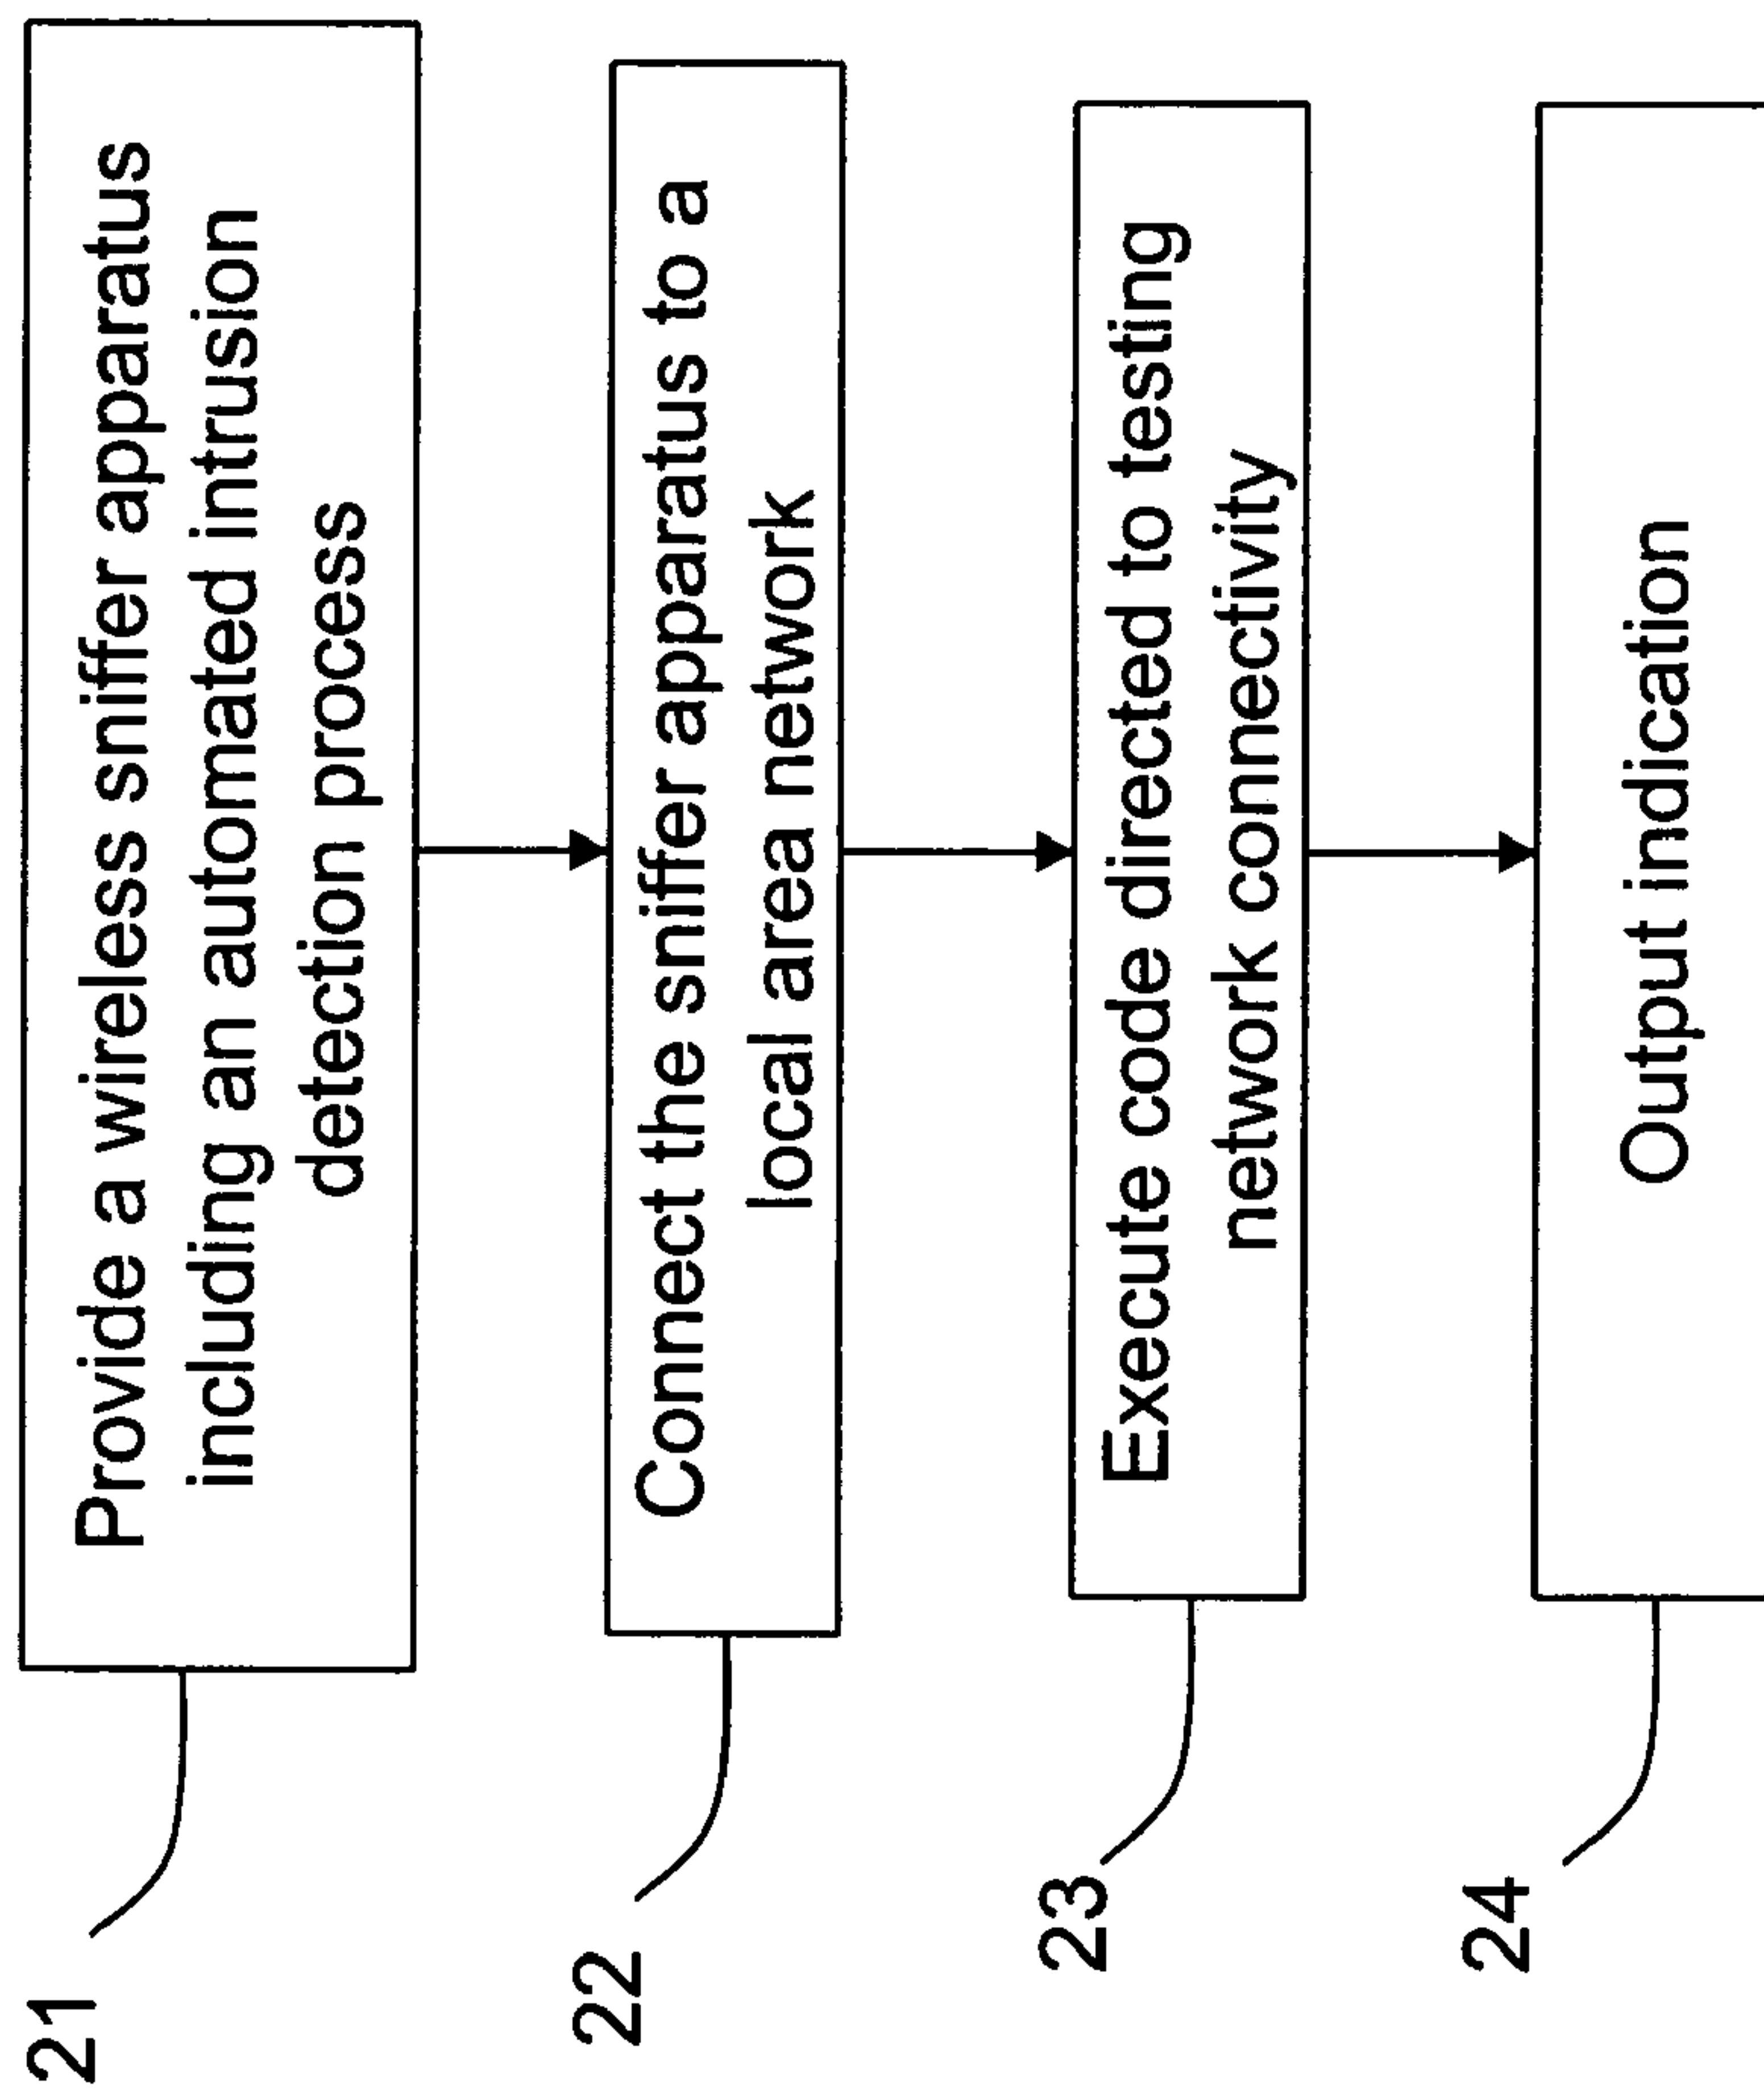 21
Provide a wireless sniffer apparatus
including an automated intrusion
detection process
22
Connect the sniffer apparatus to a
local area network
23
Execute code directed to testing
network connectivity
24
Output indication